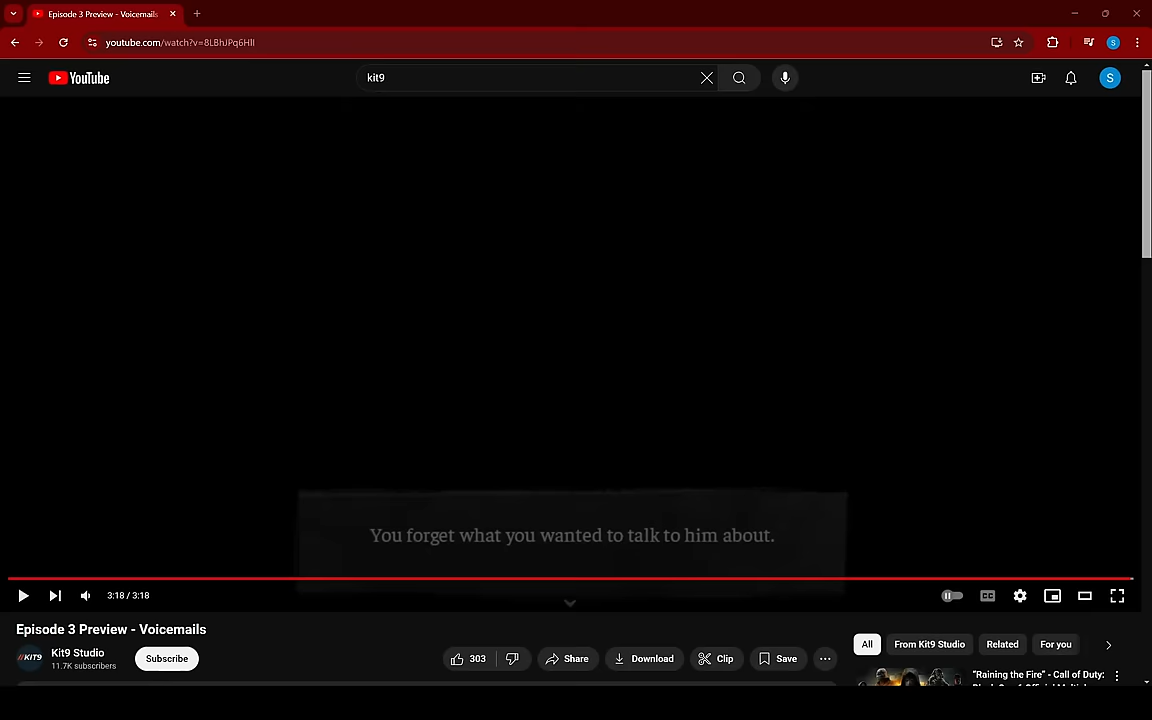 Episode 3 Preview - Voicemails
youtube.com/watch?v=8LBhJPq6HlI
S
YouTube
kit9
S
You forget what you wanted to talk to him about.
3:18 / 3:18
CC
Episode 3 Preview - Voicemails
//KIT9
Kit9 Studio
11.7K subscribers
Subscribe
303
Share
Download
Clip
Save
All
From Kit9 Studio
Related
For you
"Raining the Fire" - Call of Duty: